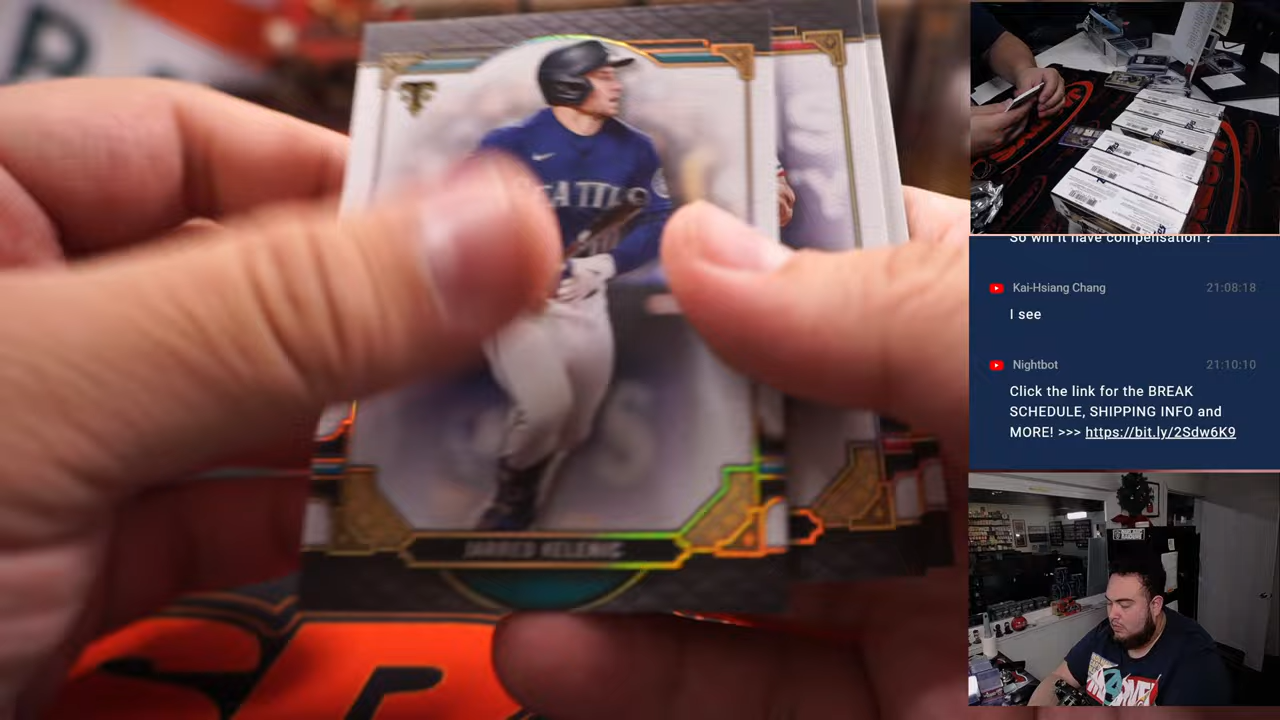 SEATTLE
JARRED KELENIC
So will it have compensation ?
Kai-Hsiang Chang 21:08:18
I see
Nightbot 21:10:10
Click the link for the BREAK
SCHEDULE, SHIPPING INFO and
MORE! >>> https://bit.ly/2Sdw6K9